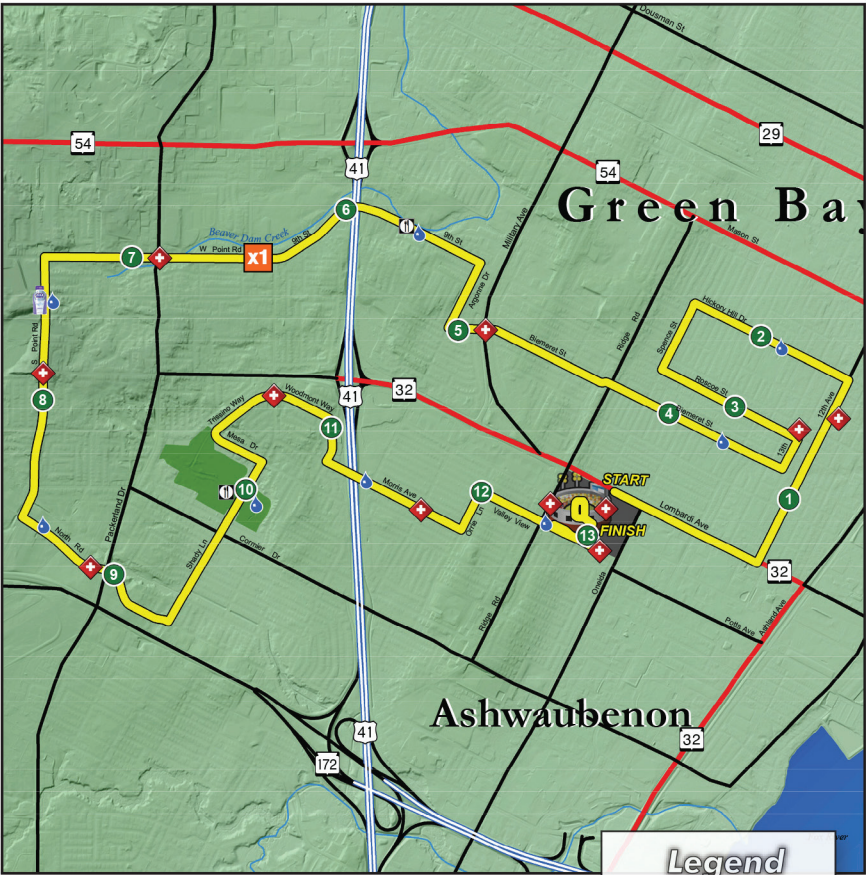 Dousman St
29
54
54
41
Green Bay
Mason St
Military Ave
6
Beaver Dam Creek
9th St
9th St
W Point Rd
x1
7
Argonne Dr
5
Biemeret St
Ridge Rd
Hickory Hill Dr
2
Spence St
Roscoe St
3
12th Ave
S Point Rd
8
41
32
Woodmont Way
Trissino Way
11
Mesa Dr
4
Biemeret St
13th
10
Morris Ave
12
Orrie Ln
Valley View
START
FINISH
13
Lombardi Ave
1
32
Packerland Dr
North Rd
9
Shady Ln
Cormier Dr
Ridge Rd
Oneida
Potts Ave
Ashland Ave
Ashwaubenon
41
172
32
Legend